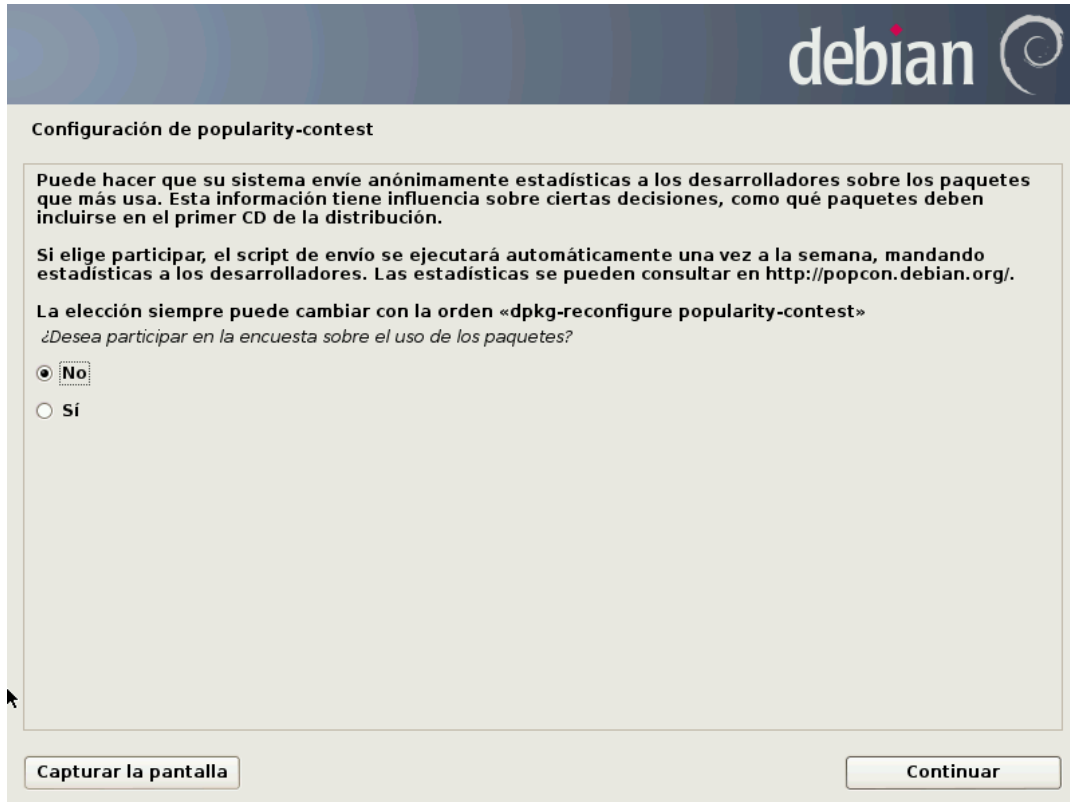 debian
Configuración de popularity-contest
Puede hacer que su sistema envíe anónimamente estadísticas a los desarrolladores sobre los paquetes
que más usa. Esta información tiene influencia sobre ciertas decisiones, como qué paquetes deben
incluirse en el primer CD de la distribución.
Si elige participar, el script de envío se ejecutará automáticamente una vez a la semana, mandando
estadísticas a los desarrolladores. Las estadísticas se pueden consultar en http://popcon.debian.org/.
La elección siempre puede cambiar con la orden «dpkg-reconfigure popularity-contest»
¿Desea participar en la encuesta sobre el uso de los paquetes?
No
Sí
Capturar la pantalla
Continuar